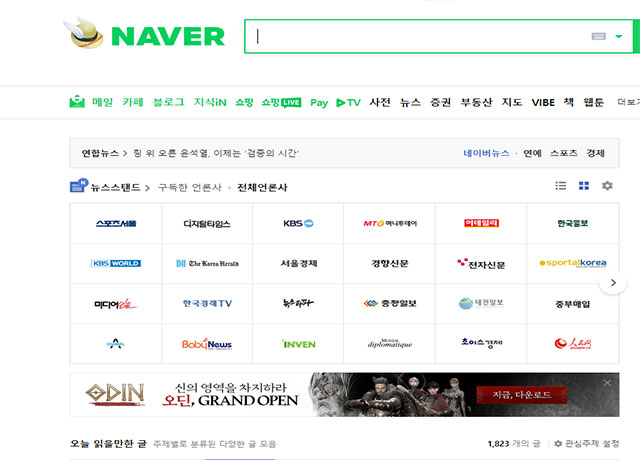 NAVER
메일 카페 블로그 지식iN 쇼핑 쇼핑LIVE Pay TV 사전 뉴스 증권 부동산 지도 VIBE 책 웹툰 더보기
연합뉴스 > 링 위 오른 윤석열, 이제는 '검증의 시간'
네이버뉴스 · 연예 스포츠 경제
뉴스스탠드 > 구독한 언론사 · 전체언론사
스포츠서울 디지털타임스 KBS MTO 머니투데이 이데일리 한국일보
KBS WORLD The Korea Herald 서울경제 경향신문 전자신문 sportalkorea
미디어오늘 한국경제TV 뉴스타파 중청일보 대전일보 중부매일
BabyNews INVEN LE MONDE diplomatique 초이스경제 人民网
ODIN 신의 영역을 차지하라
오딘, GRAND OPEN
지금, 다운로드
오늘 읽을만한 글 주제별로 분류된 다양한 글 모음
1,823 개의 글 관심주제 설정